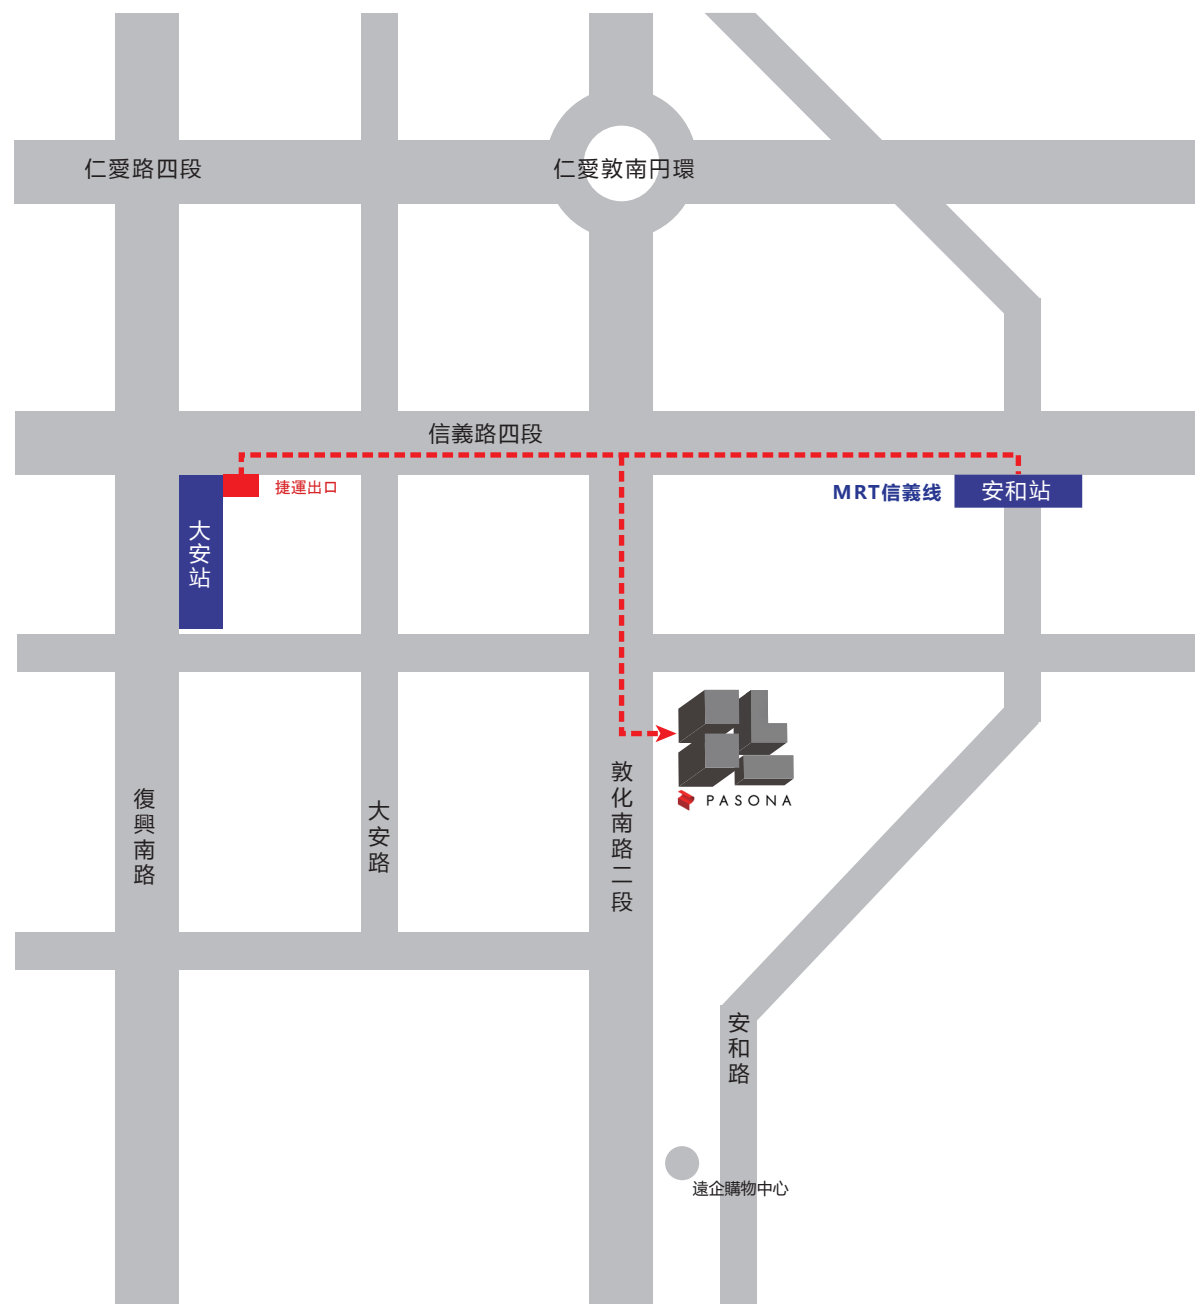 仁愛路四段
仁愛敦南円環
信義路四段
捷運出口
MRT信義线
安和站
大安站
復興南路
大安路
敦化南路二段
PASONA
安和路
遠企購物中心